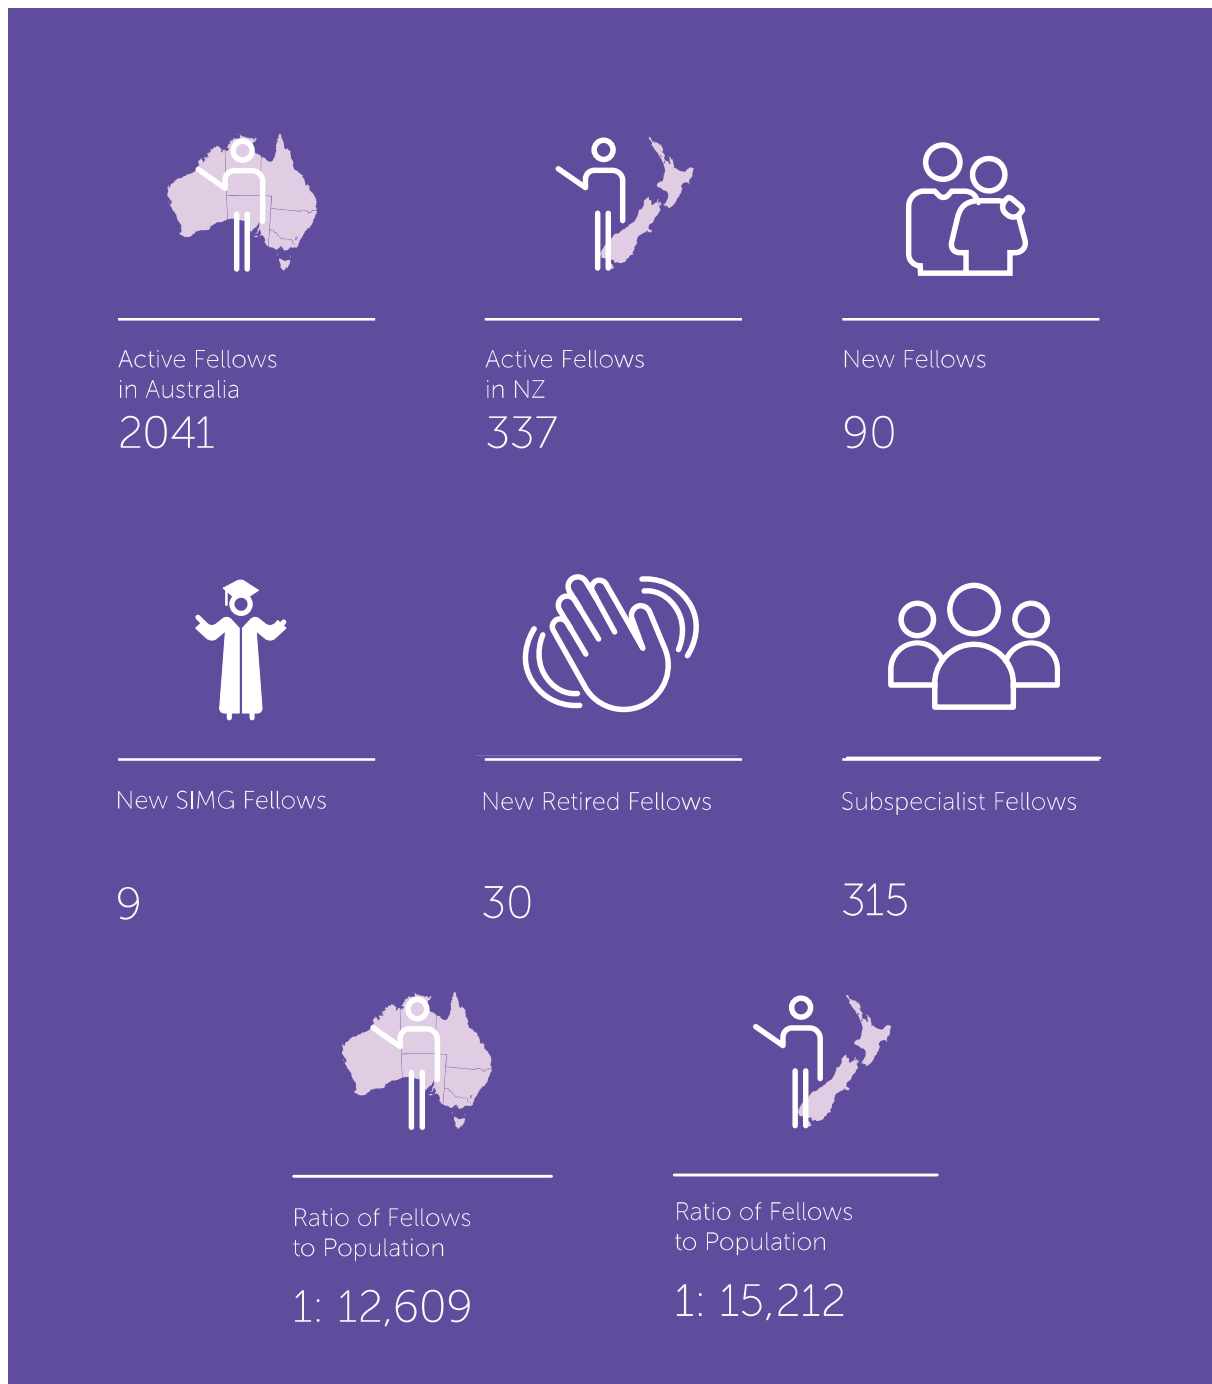 Active Fellows
in Australia
2041
Active Fellows
in NZ
337
New Fellows
90
New SIMG Fellows
9
New Retired Fellows
30
Subspecialist Fellows
315
Ratio of Fellows
to Population
1: 12,609
Ratio of Fellows
to Population
1: 15,212